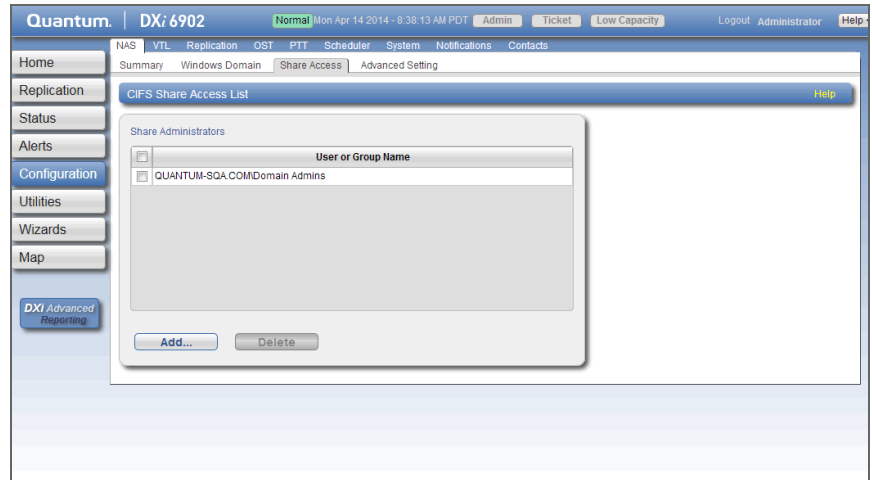 Quantum. DXi 6902 Normal Mon Apr 14 2014 - 8:38:13 AM PDT Admin Ticket Low Capacity Logout Administrator Help
NAS VTL Replication OST PTT Scheduler System Notifications Contacts
Summary Windows Domain Share Access Advanced Setting
Home
Replication
Status
Alerts
Configuration
Utilities
Wizards
Map
DXi Advanced
Reporting
CIFS Share Access List Help
Share Administrators
User or Group Name
QUANTUM-SQA.COM\Domain Admins
Add... Delete